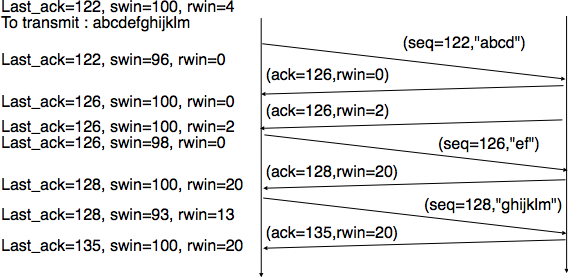 Last_ack=122, swin=100, rwin=4
To transmit : abcdefghijklm
(seq=122,"abcd")
Last_ack=122, swin=96, rwin=0
(ack=126,rwin=0)
Last_ack=126, swin=100, rwin=0
(ack=126,rwin=2)
Last_ack=126, swin=100, rwin=2
Last_ack=126, swin=98, rwin=0
(seq=126,"ef")
(ack=128,rwin=20)
Last_ack=128, swin=100, rwin=20
(seq=128,"ghijklm")
Last_ack=128, swin=93, rwin=13
(ack=135,rwin=20)
Last_ack=135, swin=100, rwin=20